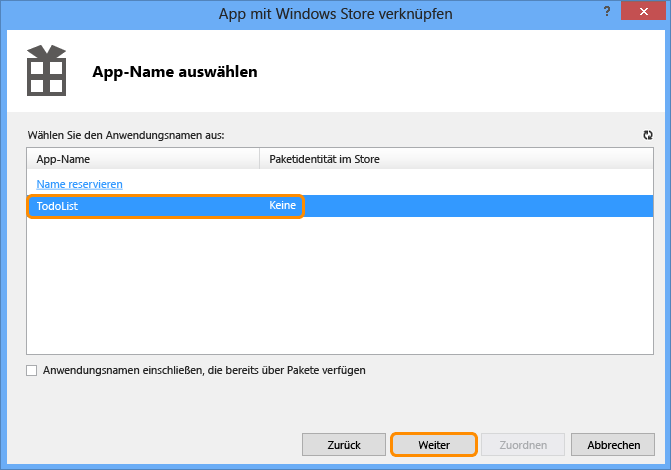 App mit Windows Store verknüpfen
?
App-Name auswählen
Wählen Sie den Anwendungsnamen aus:
App-Name Paketidentität im Store
Name reservieren
TodoList Keine
Anwendungsnamen einschließen, die bereits über Pakete verfügen
Zurück Weiter Zuordnen Abbrechen